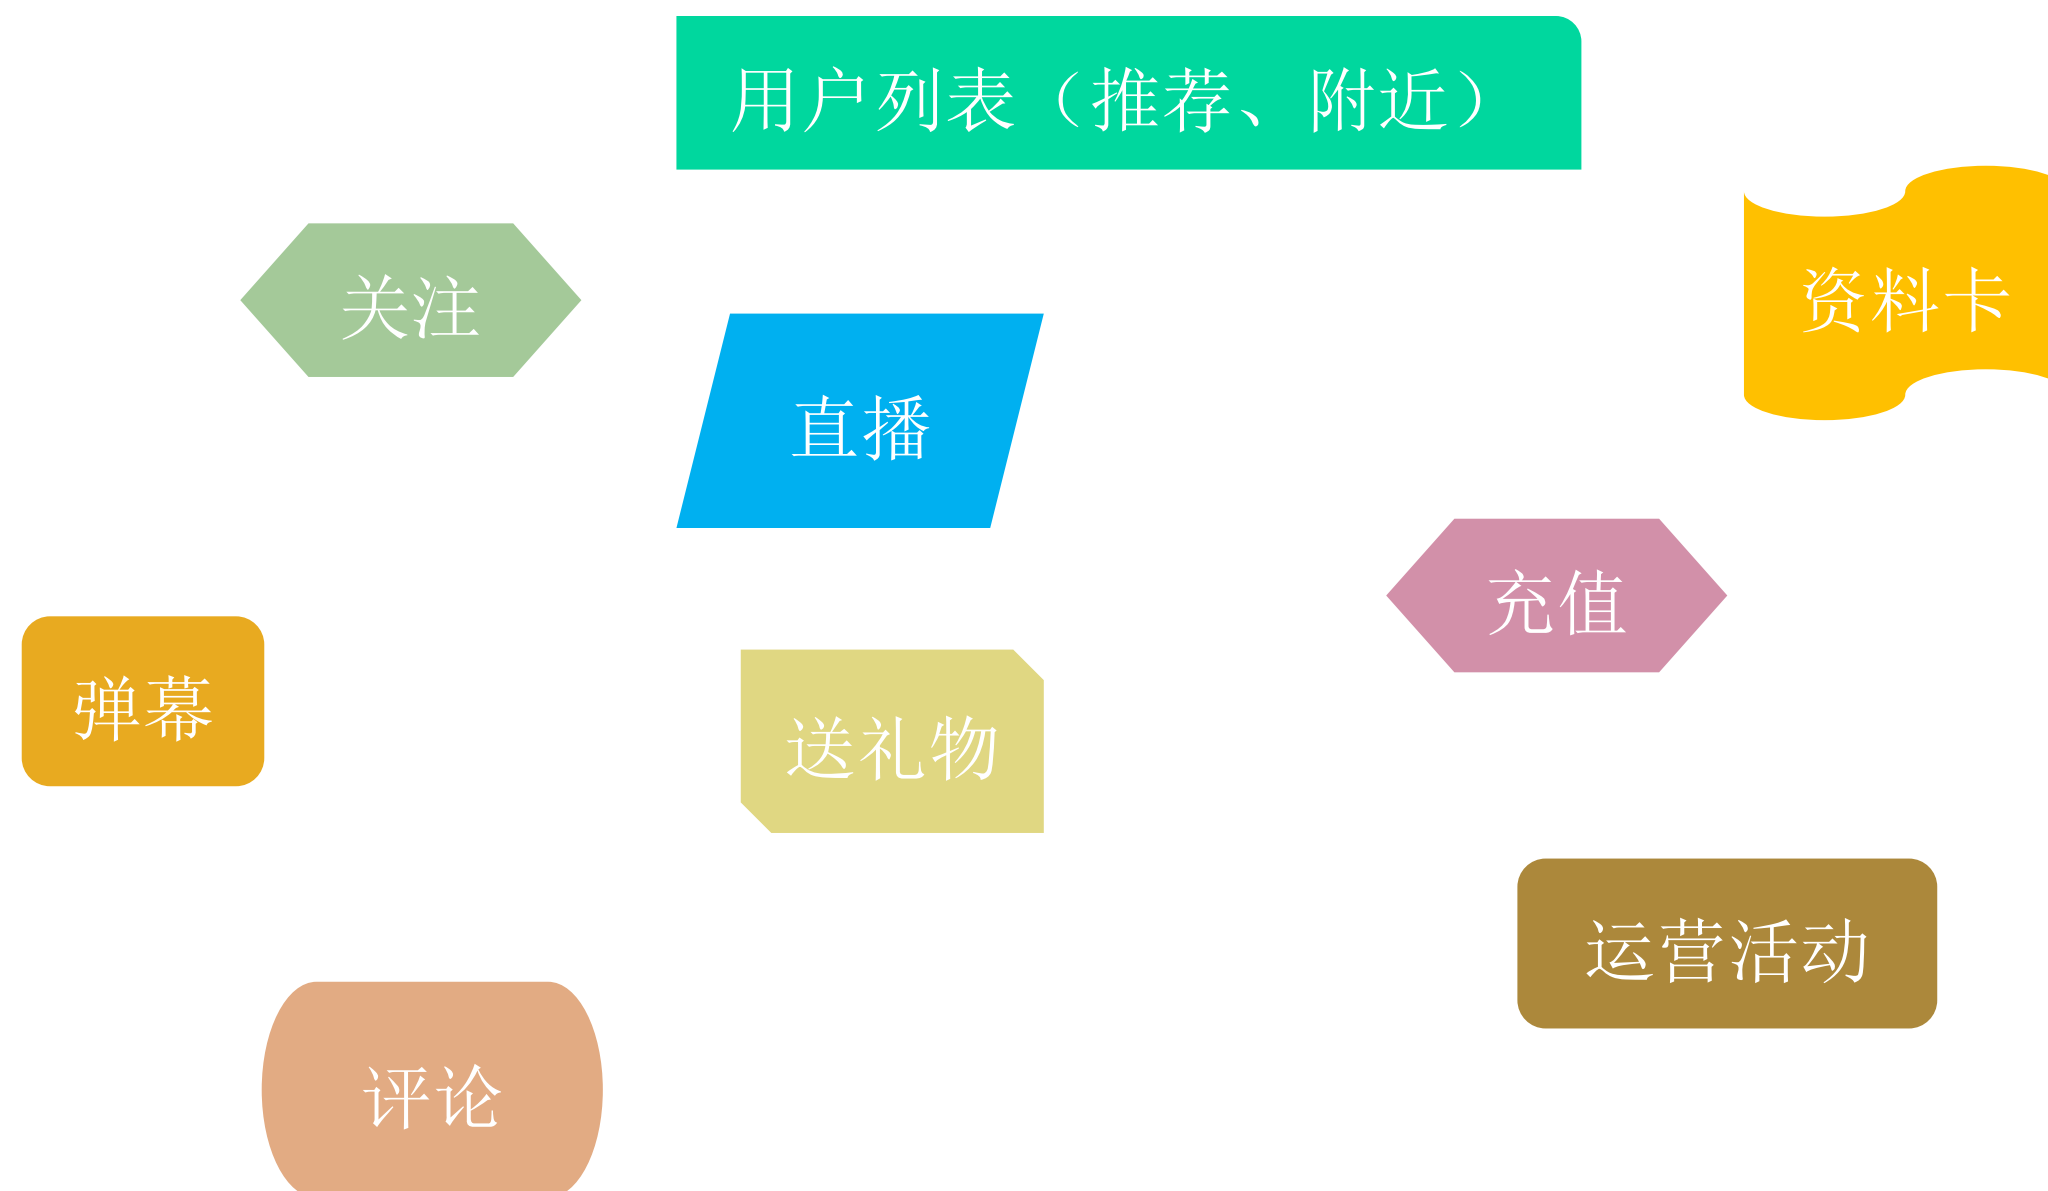 用户列表（推荐、附近）
关注
资料卡
直播
充值
弹幕
送礼物
运营活动
评论